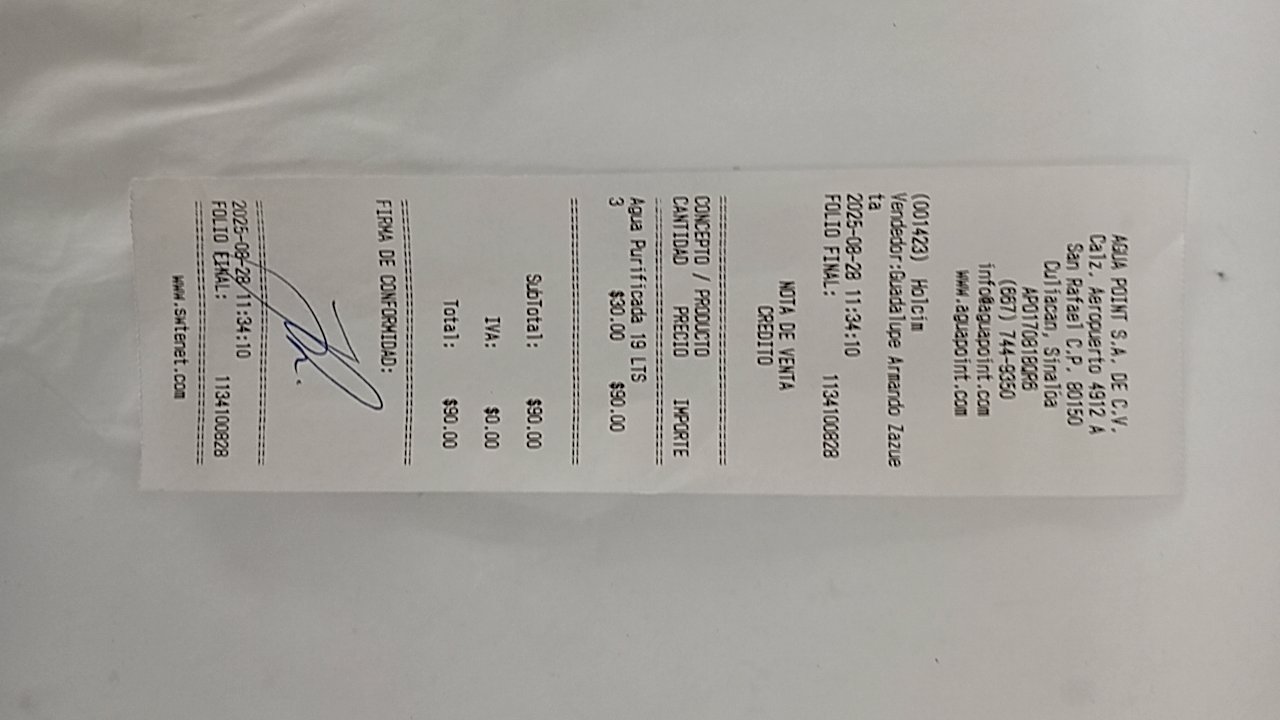 AGUA POINT S.A. DE C.V.
Calz. Aeropuerto 4912 A
San Rafael C.P. 80150
Culiacan, Sinaloa
APO170818QR6
(667) 744-9350
info@aguapoint.com
www.aguapoint.com
(001423) Holcim
Vendedor:Guadalupe Armando Zazue
ta
2025-08-28 11:34:10
FOLIO FINAL: 1134100828
NOTA DE VENTA
CREDITO
================================
CONCEPTO / PRODUCTO
CANTIDAD PRECIO IMPORTE
================================
Agua Purificada 19 LTS
3 $30.00 $90.00
================================
SubTotal: $90.00
IVA: $0.00
Total: $90.00
================================
FIRMA DE CONFORMIDAD:
================================
2025-08-28 11:34:10
FOLIO FINAL: 1134100828
================================
www.swtenet.com